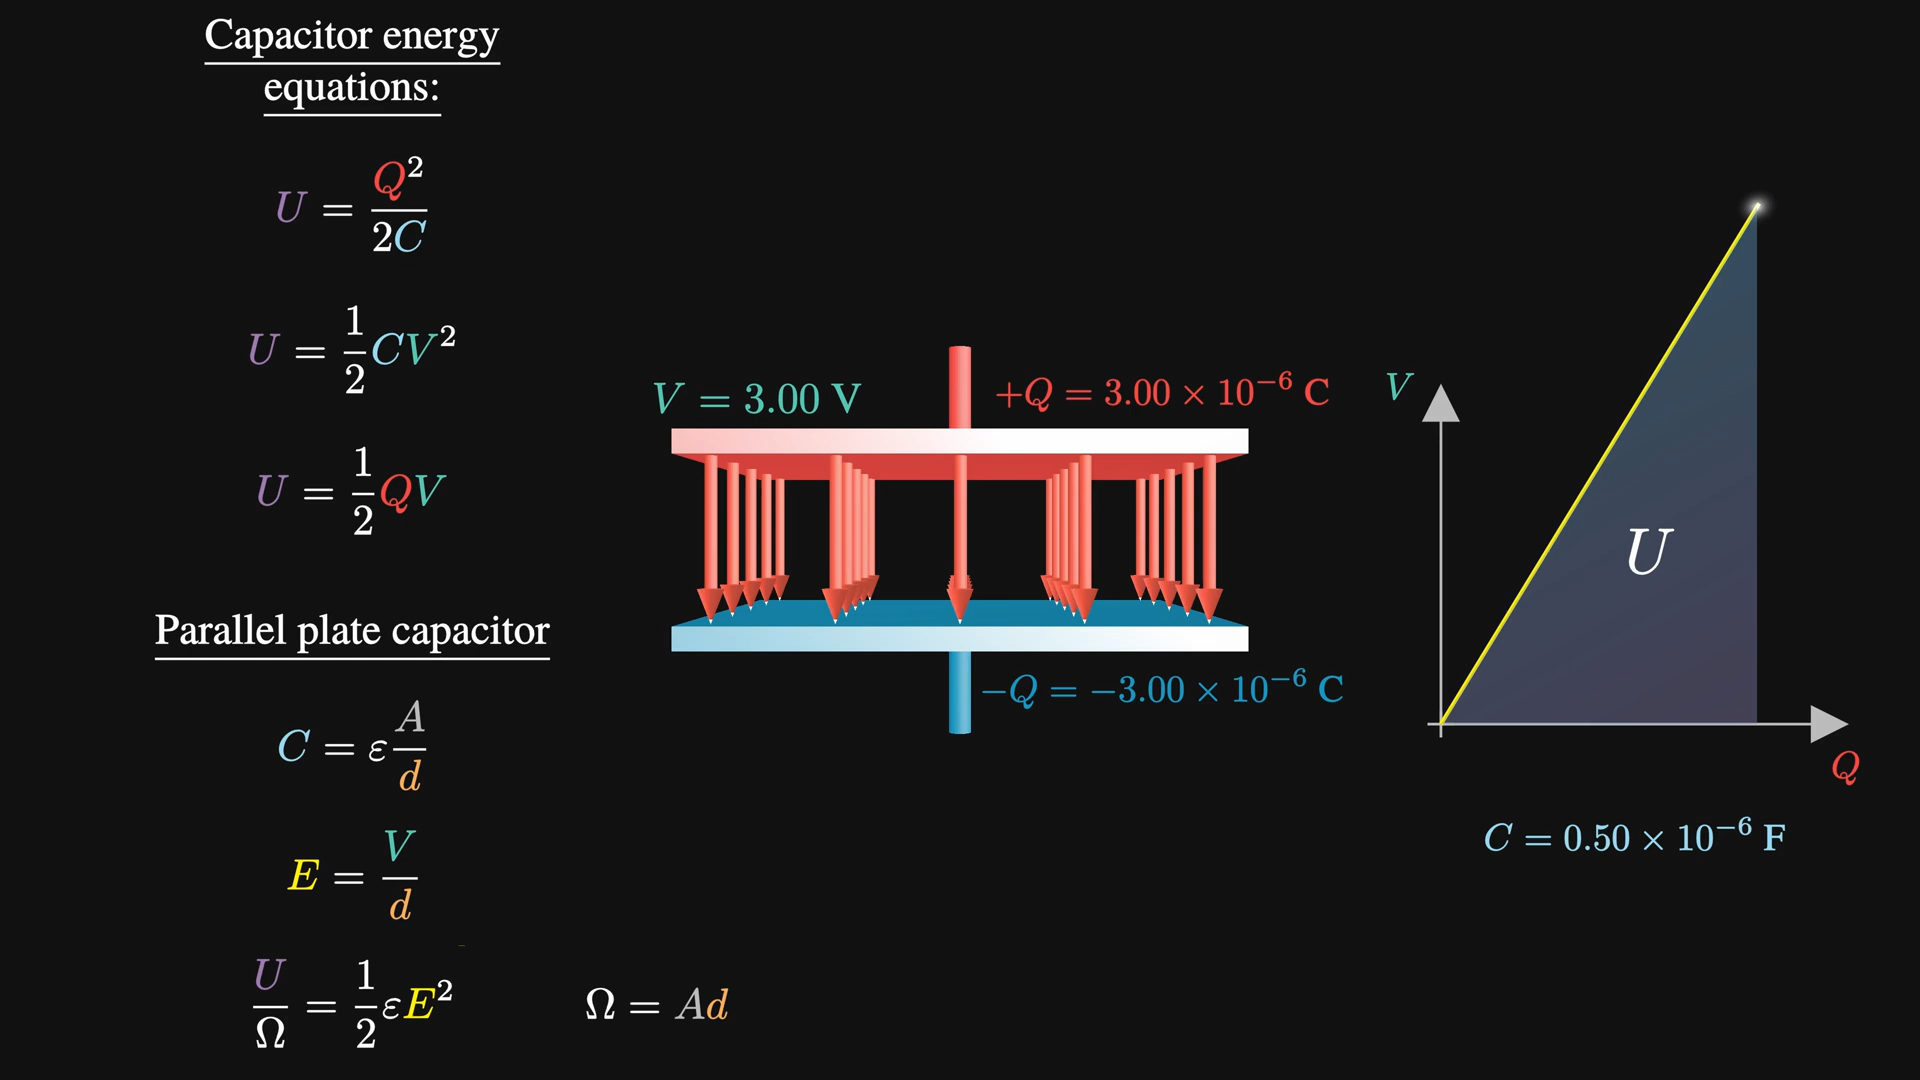 Capacitor energy
equations:
U = Q²/2C
U = 1/2 CV²
U = 1/2 QV
Parallel plate capacitor
C = ε A/d
E = V/d
U/Ω = 1/2 εE²
Ω = Ad
V = 3.00 V
+Q = 3.00 × 10⁻⁶ C
−Q = −3.00 × 10⁻⁶ C
V
U
Q
C = 0.50 × 10⁻⁶ F